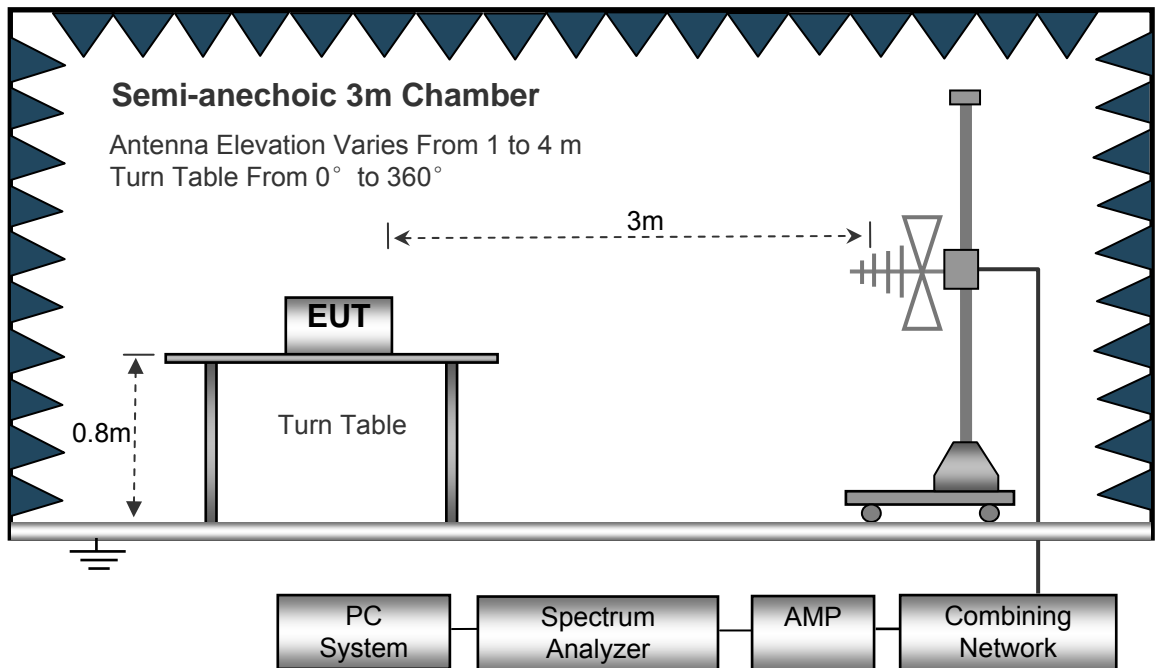 Semi-anechoic 3m Chamber
Antenna Elevation Varies From 1 to 4 m
Turn Table From 0° to 360°
3m
EUT
0.8m
Turn Table
PC
System
Spectrum
Analyzer
AMP
Combining
Network